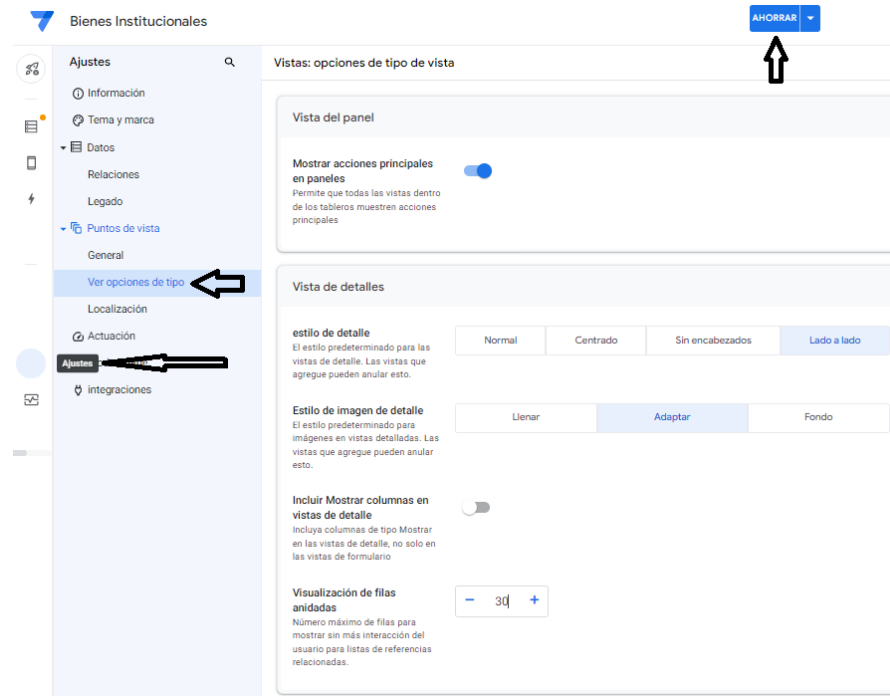 Bienes Institucionales
AHORRAR
Ajustes
Información
Tema y marca
Datos
Relaciones
Legado
Puntos de vista
General
Ver opciones de tipo
Localización
Actuación
Ajustes
integraciones
Vistas: opciones de tipo de vista
Vista del panel
Mostrar acciones principales
en paneles
Permite que todas las vistas dentro
de los tableros muestren acciones
principales
Vista de detalles
estilo de detalle
El estilo predeterminado para las
vistas de detalle. Las vistas que
agregue pueden anular esto.
Normal
Centrado
Sin encabezados
Lado a lado
Estilo de imagen de detalle
El estilo predeterminado para
imágenes en vistas detalladas. Las
vistas que agregue pueden anular
esto.
Llenar
Adaptar
Fondo
Incluir Mostrar columnas en
vistas de detalle
Incluya columnas de tipo Mostrar
en las vistas de detalle, no solo en
las vistas de formulario
Visualización de filas
anidadas
Número máximo de filas para
mostrar sin más interacción del
usuario para listas de referencias
relacionadas.
30